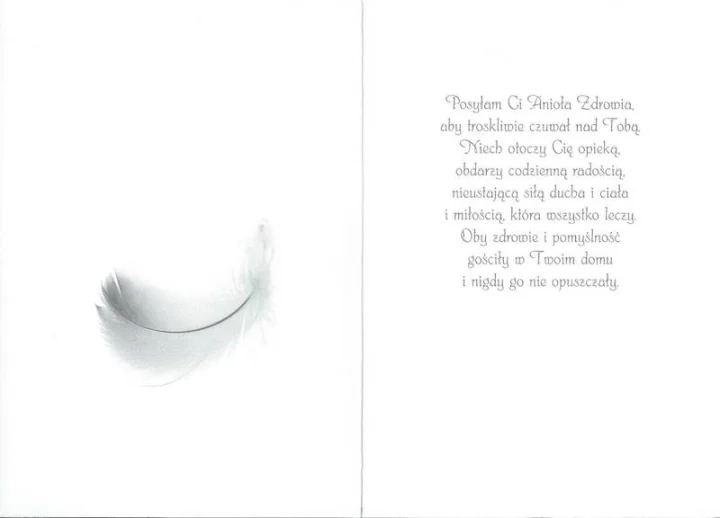 Posyłam Ci Anioła Zdrowia,
aby troskliwie czuwał nad Tobą.
Niech otoczy Cię opieką,
obdarzy codzienną radością,
nieustającą siłą ducha i ciała
i miłością, która wszystko leczy.
Oby zdrowie i pomyślność
gościły w Twoim domu
i nigdy go nie opuszczały.